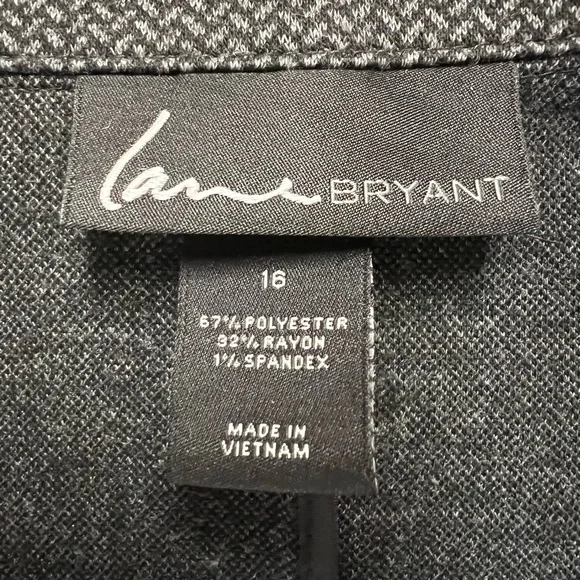 Lane BRYANT
16
67% POLYESTER
32% RAYON
1% SPANDEX
MADE IN
VIETNAM